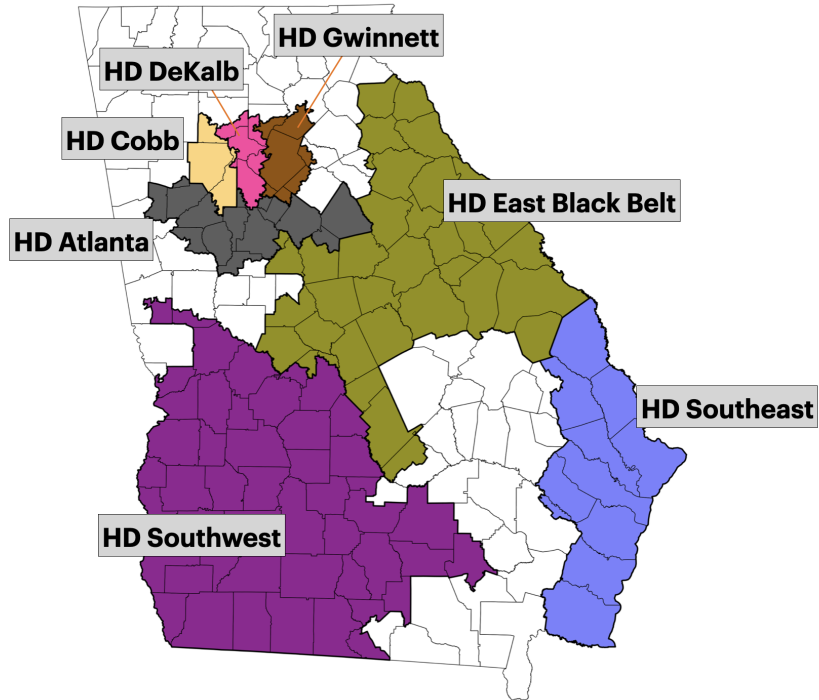 HD Gwinnett
HD DeKalb
HD Cobb
HD East Black Belt
HD Atlanta
HD Southeast
HD Southwest